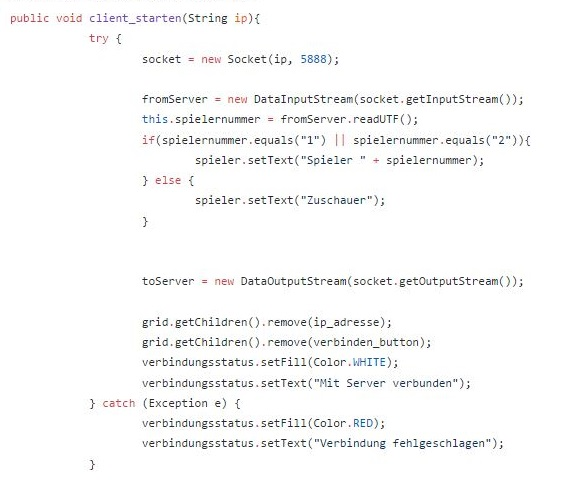 public void client_starten(String ip){
try {
socket = new Socket(ip, 5888);
fromServer = new DataInputStream(socket.getInputStream());
this.spielernummer = fromServer.readUTF();
if(spielernummer.equals("1") || spielernummer.equals("2")){
spieler.setText("Spieler " + spielernummer);
} else {
spieler.setText("Zuschauer");
}
toServer = new DataOutputStream(socket.getOutputStream());
grid.getChildren().remove(ip_adresse);
grid.getChildren().remove(verbinden_button);
verbindungsstatus.setFill(Color.WHITE);
verbindungsstatus.setText("Mit Server verbunden");
} catch (Exception e) {
verbindungsstatus.setFill(Color.RED);
verbindungsstatus.setText("Verbindung fehlgeschlagen");
}